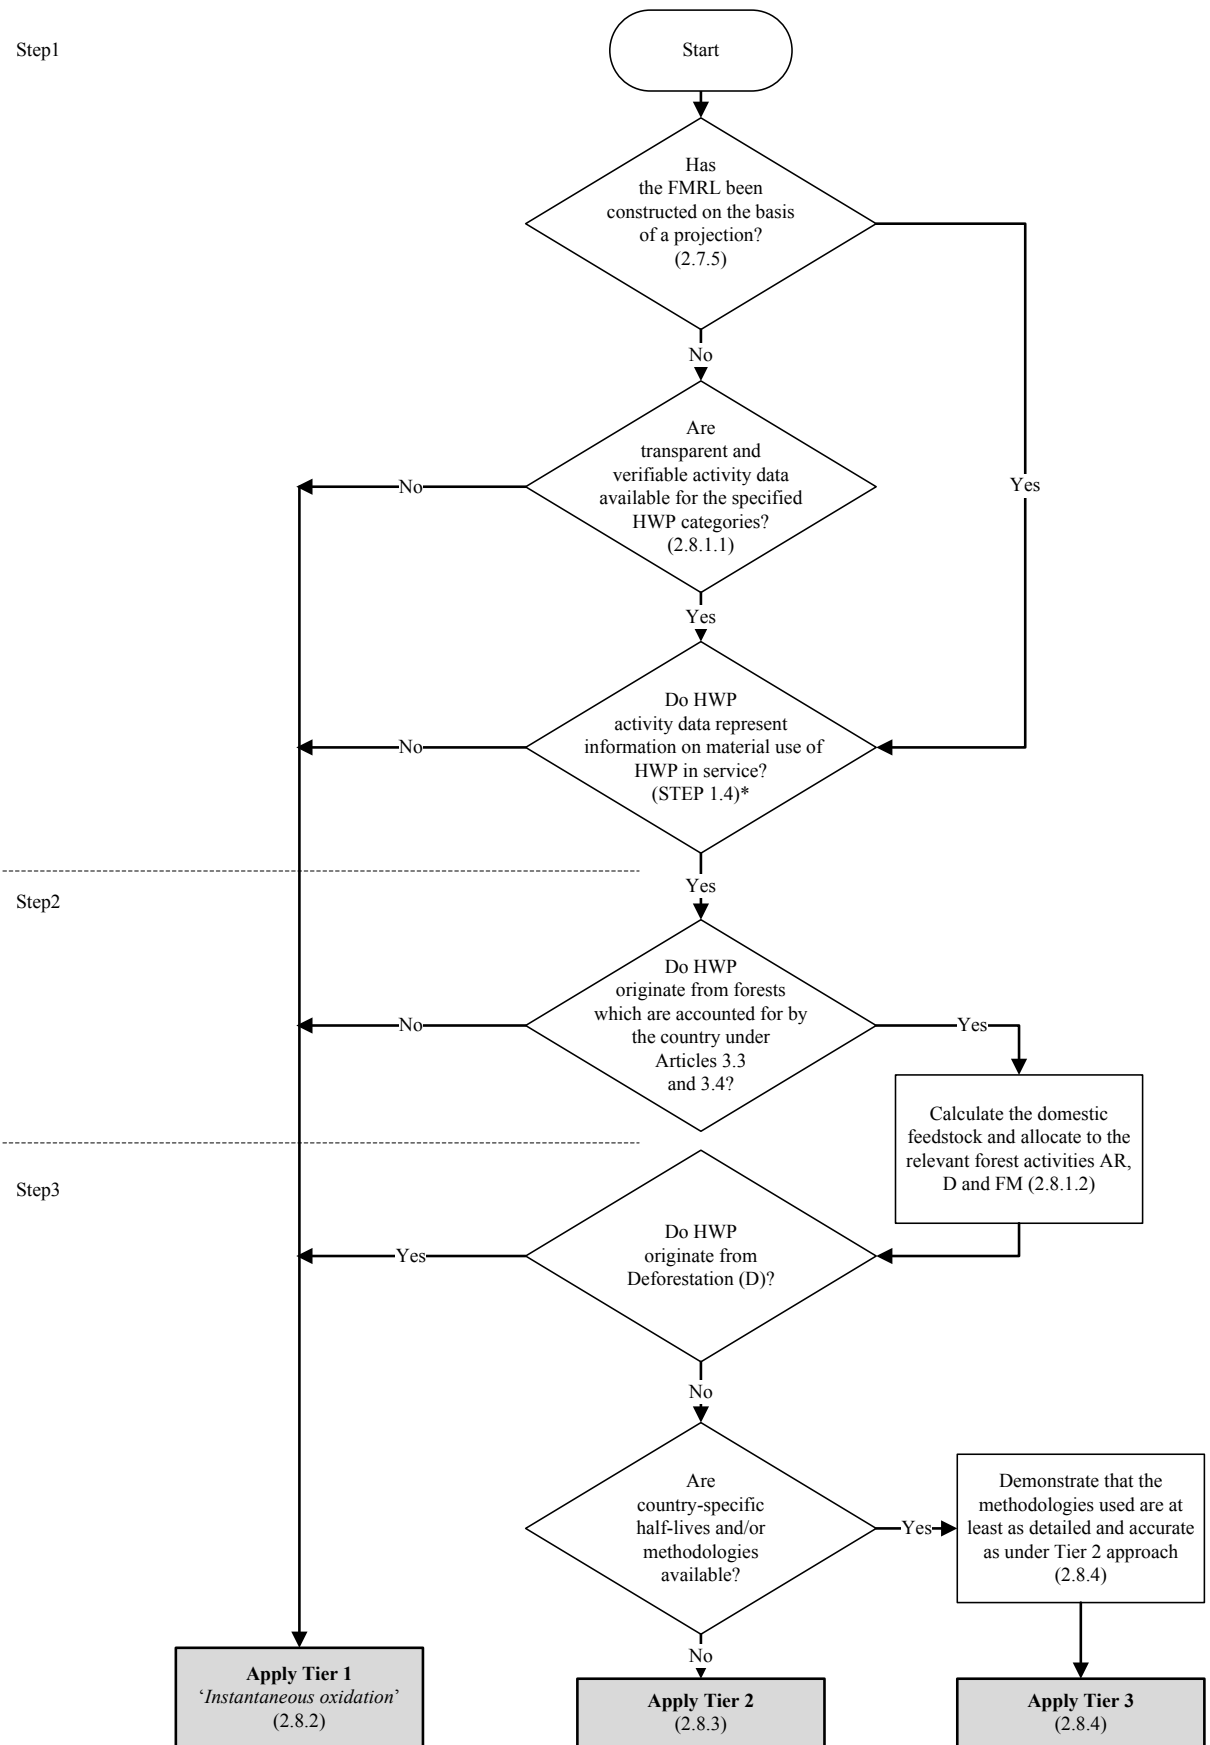 Step1
Start
Has
the FMRL been
constructed on the basis
of a projection?
(2.7.5)
No
Yes
Are
transparent and
verifiable activity data
available for the specified
HWP categories?
(2.8.1.1)
No
Yes
Do HWP
activity data represent
information on material use of
HWP in service?
(STEP 1.4)*
No
Yes
Step2
Do HWP
originate from forests
which are accounted for by
the country under
Articles 3.3
and 3.4?
No
Yes
Calculate the domestic
feedstock and allocate to the
relevant forest activities AR,
D and FM (2.8.1.2)
Step3
Do HWP
originate from
Deforestation (D)?
Yes
No
Are
country-specific
half-lives and/or
methodologies
available?
Yes
Demonstrate that the
methodologies used are at
least as detailed and accurate
as under Tier 2 approach
(2.8.4)
No
Apply Tier 1
‘Instantaneous oxidation’
(2.8.2)
Apply Tier 2
(2.8.3)
Apply Tier 3
(2.8.4)